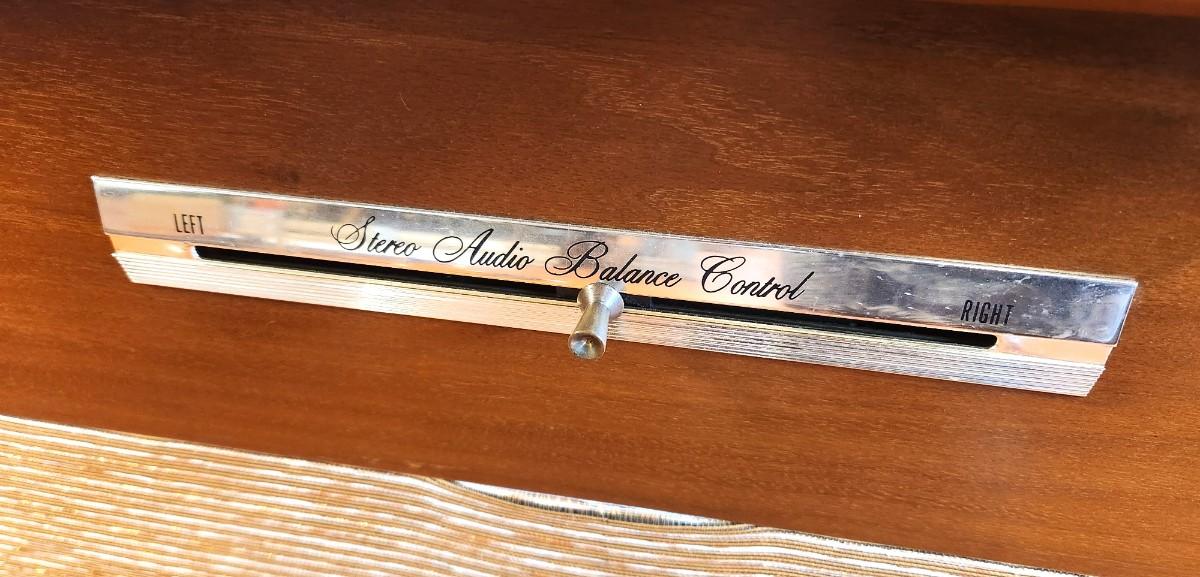 LEFT
Stereo Audio Balance Control
RIGHT